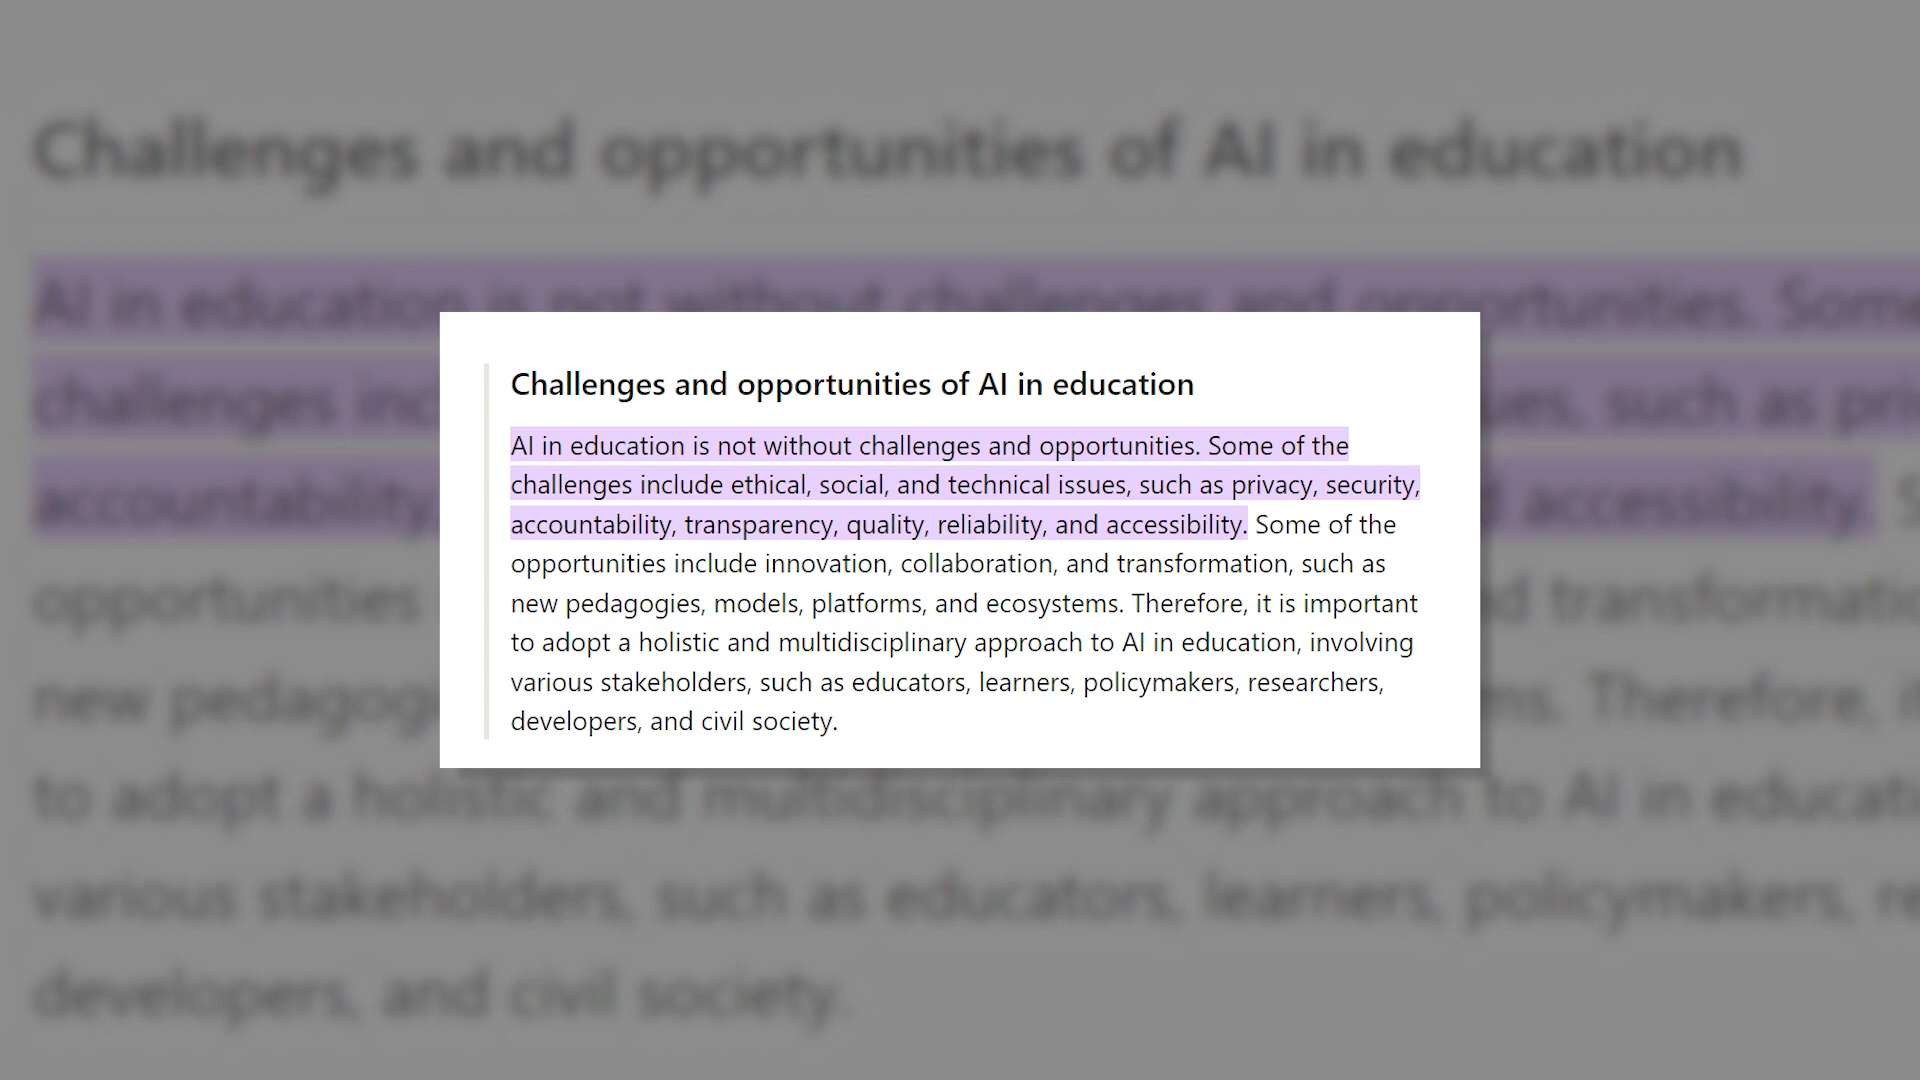 Challenges and opportunities of AI in education
AI in education is not without challenges and opportunities. Some of the
challenges include ethical, social, and technical issues, such as privacy, security,
accountability, transparency, quality, reliability, and accessibility. Some of the
opportunities include innovation, collaboration, and transformation, such as
new pedagogies, models, platforms, and ecosystems. Therefore, it is important
to adopt a holistic and multidisciplinary approach to AI in education, involving
various stakeholders, such as educators, learners, policymakers, researchers,
developers, and civil society.